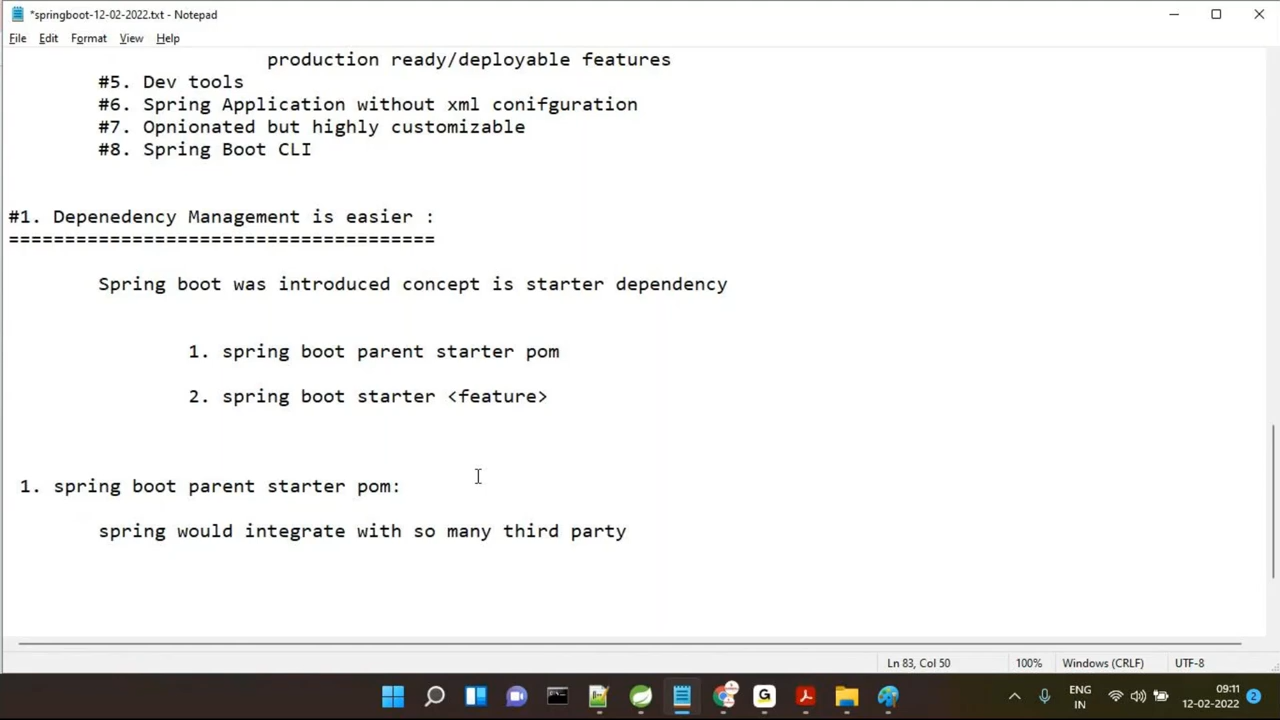 *springboot-12-02-2022.txt - Notepad
File Edit Format View Help
production ready/deployable features
#5. Dev tools
#6. Spring Application without xml conifguration
#7. Opnionated but highly customizable
#8. Spring Boot CLI
#1. Depenedency Management is easier :
======================================
Spring boot was introduced concept is starter dependency
1. spring boot parent starter pom
2. spring boot starter <feature>
1. spring boot parent starter pom:
spring would integrate with so many third party
Ln 83, Col 50 100% Windows (CRLF) UTF-8
ENG 09:11
IN 12-02-2022 2